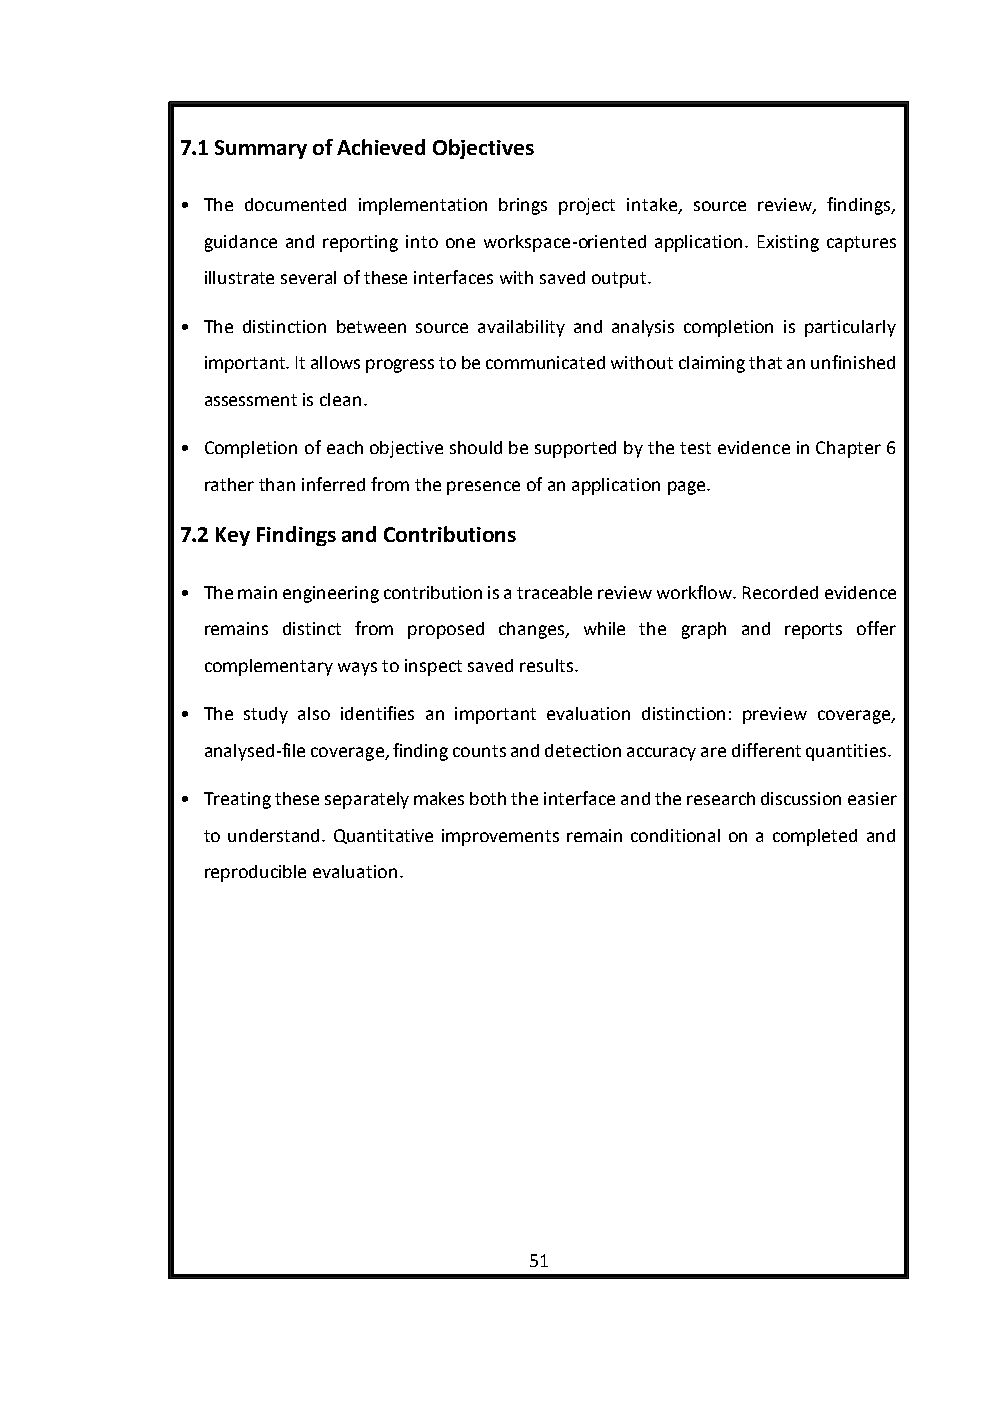 7.1 Summary of Achieved Objectives
• The documented implementation brings project intake, source review, findings,
guidance and reporting into one workspace-oriented application. Existing captures
illustrate several of these interfaces with saved output.
• The distinction between source availability and analysis completion is particularly
important. It allows progress to be communicated without claiming that an unfinished
assessment is clean.
• Completion of each objective should be supported by the test evidence in Chapter 6
rather than inferred from the presence of an application page.
7.2 Key Findings and Contributions
• The main engineering contribution is a traceable review workflow. Recorded evidence
remains distinct from proposed changes, while the graph and reports offer
complementary ways to inspect saved results.
• The study also identifies an important evaluation distinction: preview coverage,
analysed-file coverage, finding counts and detection accuracy are different quantities.
• Treating these separately makes both the interface and the research discussion easier
to understand. Quantitative improvements remain conditional on a completed and
reproducible evaluation.
51